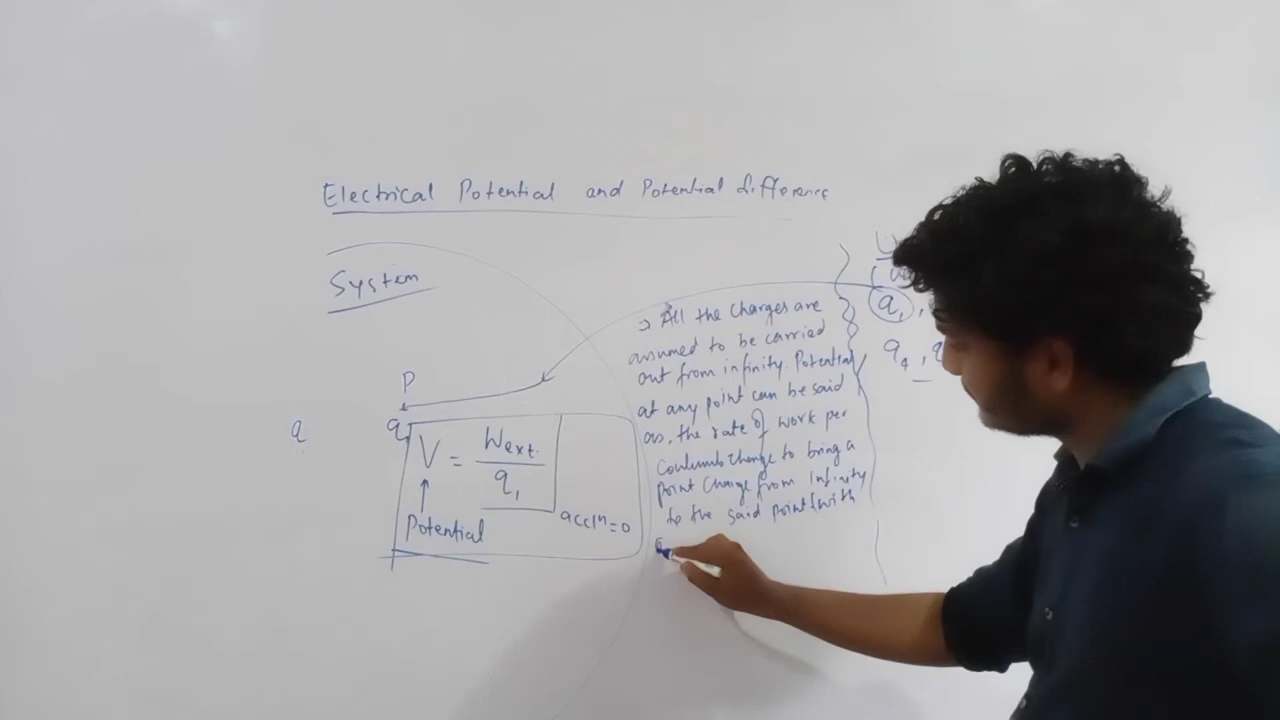 Electrical Potential and Potential difference
System
→ All the charges are
assumed to be carried
out from infinity. Potential
at any point can be said
as, the rate of work per
Coulumb Charge to bring a
point Charge from infinity
to the said point (with
P
q
q1
V = Wext. / q1
Potential
accln=0
q1,
q4, q